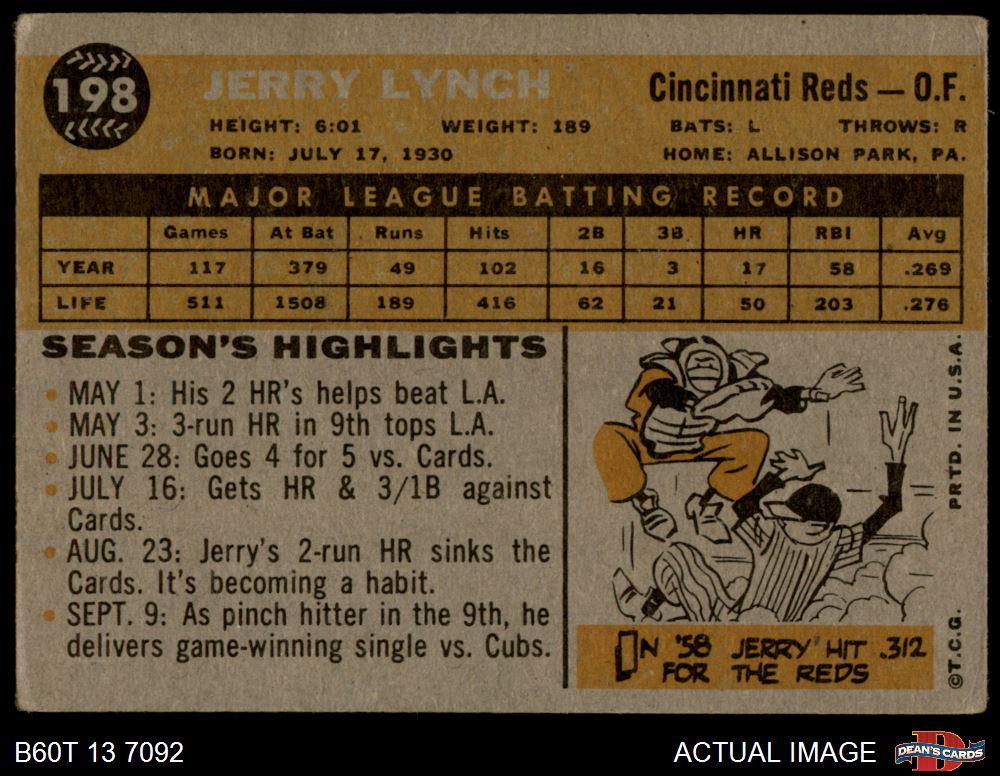 198
JERRY LYNCH
Cincinnati Reds — O.F.
HEIGHT: 6:01 WEIGHT: 189 BATS: L THROWS: R
BORN: JULY 17, 1930 HOME: ALLISON PARK, PA.
MAJOR LEAGUE BATTING RECORD
Games At Bat Runs Hits 2B 3B HR RBI Avg
YEAR 117 379 49 102 16 3 17 58 .269
LIFE 511 1508 189 416 62 21 50 203 .276
SEASON'S HIGHLIGHTS
• MAY 1: His 2 HR's helps beat L.A.
• MAY 3: 3-run HR in 9th tops L.A.
• JUNE 28: Goes 4 for 5 vs. Cards.
• JULY 16: Gets HR & 3/1B against
Cards.
• AUG. 23: Jerry's 2-run HR sinks the
Cards. It's becoming a habit.
• SEPT. 9: As pinch hitter in the 9th, he
delivers game-winning single vs. Cubs.
IN '58 JERRY HIT .312
FOR THE REDS
©T.C.G. PRTD. IN U.S.A.
B60T 13 7092
ACTUAL IMAGE
D
DEAN'S CARDS